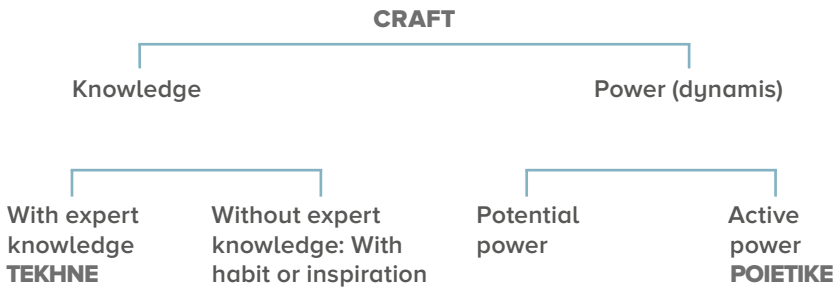 CRAFT
Knowledge
Power (dynamis)
With expert
knowledge
TEKHNE
Without expert
knowledge: With
habit or inspiration
Potential
power
Active
power
POIETIKE